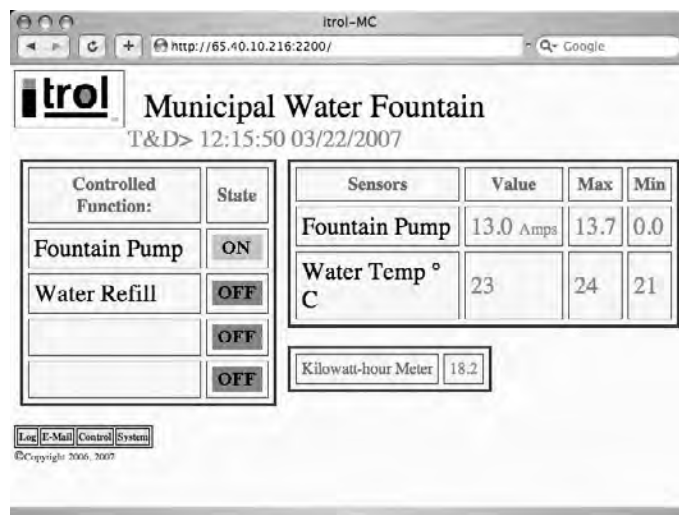 itrol-MC
http://65.40.10.216:2200/
Google
itrol
Municipal Water Fountain
T&D> 12:15:50 03/22/2007
Controlled Function: State
Fountain Pump ON
Water Refill OFF
OFF
OFF
Sensors Value Max Min
Fountain Pump 13.0 Amps 13.7 0.0
Water Temp °
C 23 24 21
Kilowatt-hour Meter 18.2
Log E-Mail Control System
©Copyright 2006, 2007